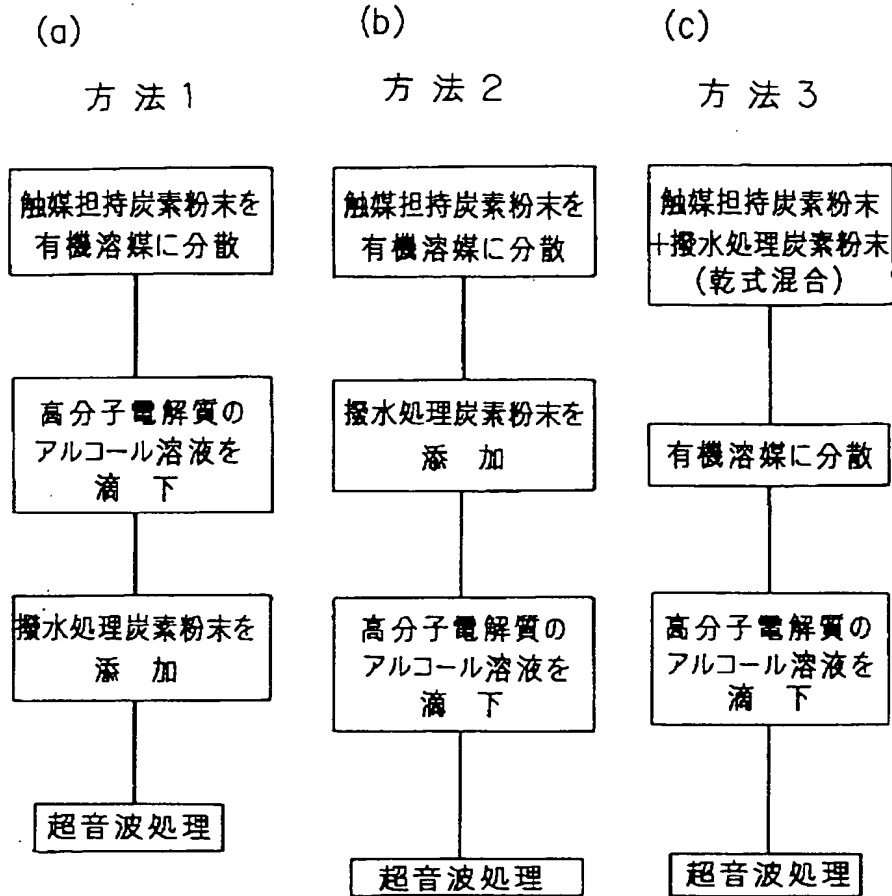 (a)
方法1
触媒担持炭素粉末を
有機溶媒に分散
高分子電解質の
アルコール溶液を
滴下
撥水処理炭素粉末を
添加
超音波処理
(b)
方法2
触媒担持炭素粉末を
有機溶媒に分散
撥水処理炭素粉末を
添加
高分子電解質の
アルコール溶液を
滴下
超音波処理
(c)
方法3
触媒担持炭素粉末
+撥水処理炭素粉末
(乾式混合)
有機溶媒に分散
高分子電解質の
アルコール溶液を
滴下
超音波処理